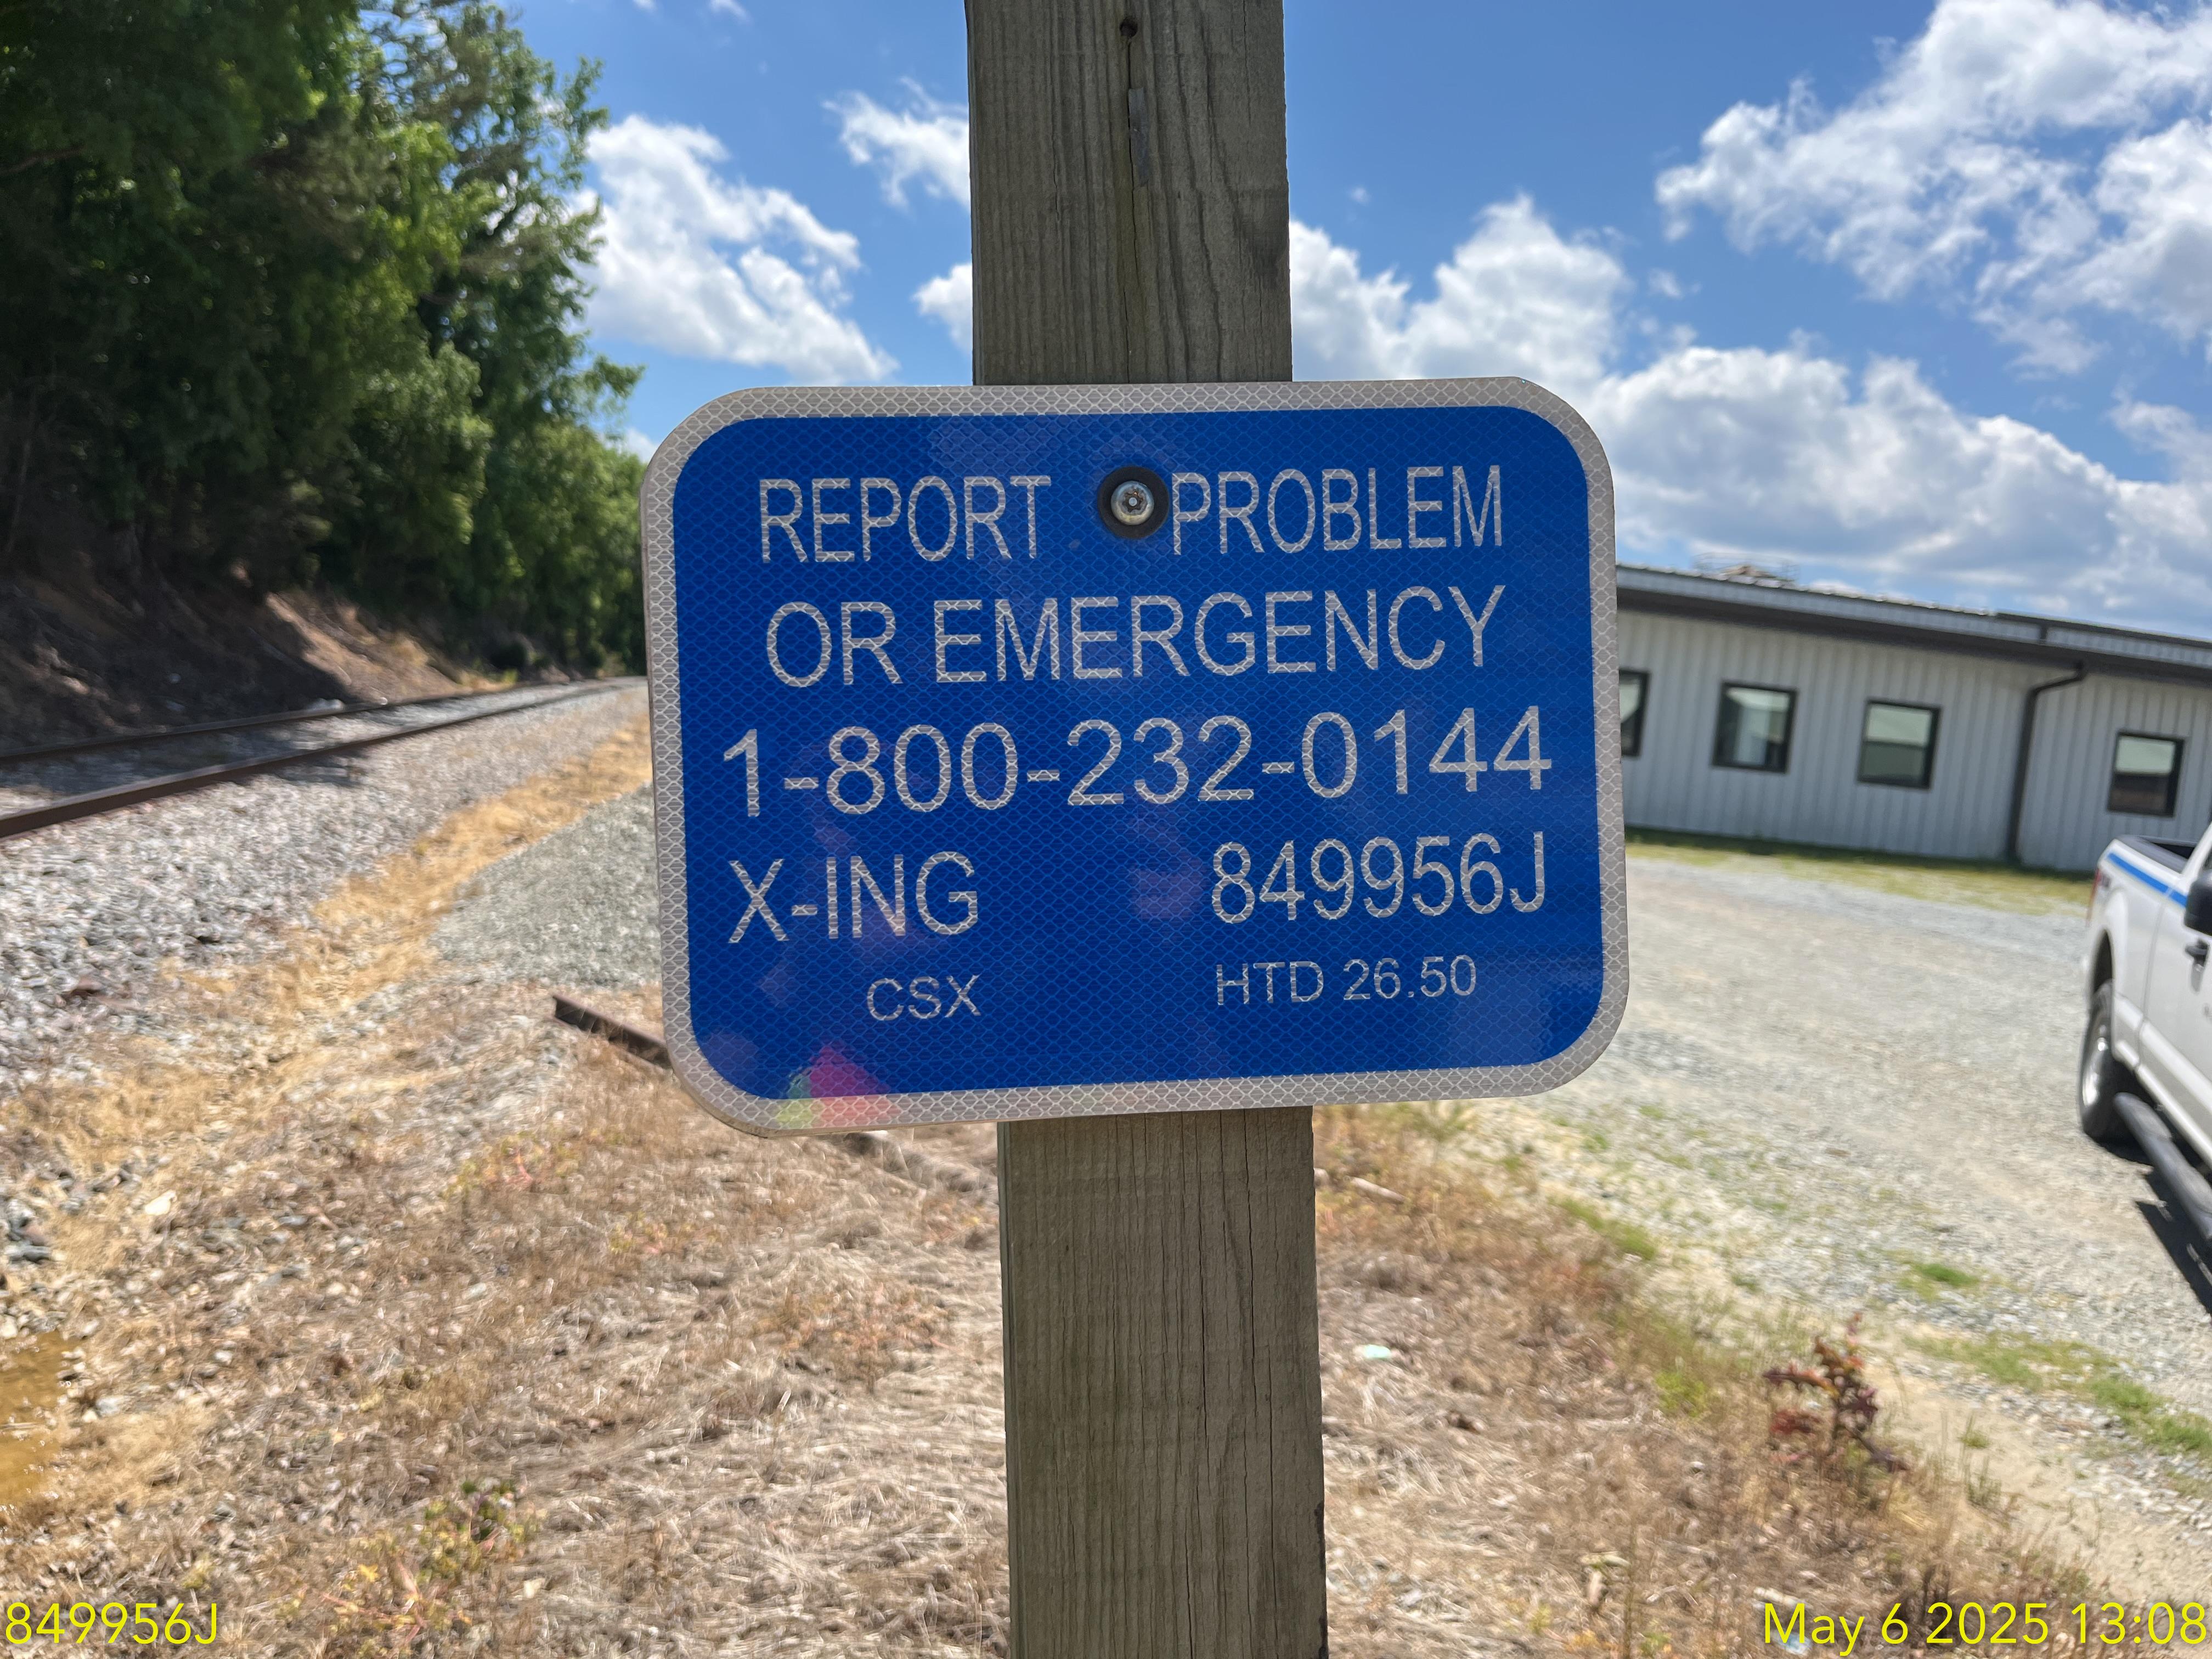 REPORT PROBLEM
OR EMERGENCY
1-800-232-0144
X-ING 849956J
CSX HTD 26.50
849956J
May 6 2025 13:08